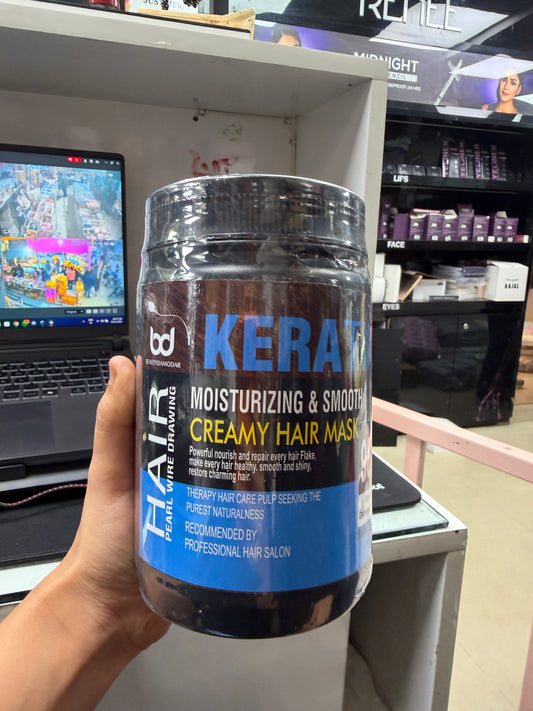 RENEE
MIDNIGHT
LIPS
FACE
EYES
KAJAL
bd
BEAUTYDAMODAR
HAIR
PEARL WIRE DRAWING
KERAT
MOISTURIZING & SMOOTH
CREAMY HAIR MASK
Powerful nourish and repair every hair Flake,
make every hair healthy, smooth and shiny,
restore charming hair.
THERAPY HAIR CARE PULP SEEKING THE
PUREST NATURALNESS
RECOMMENDED BY
PROFESSIONAL HAIR SALON